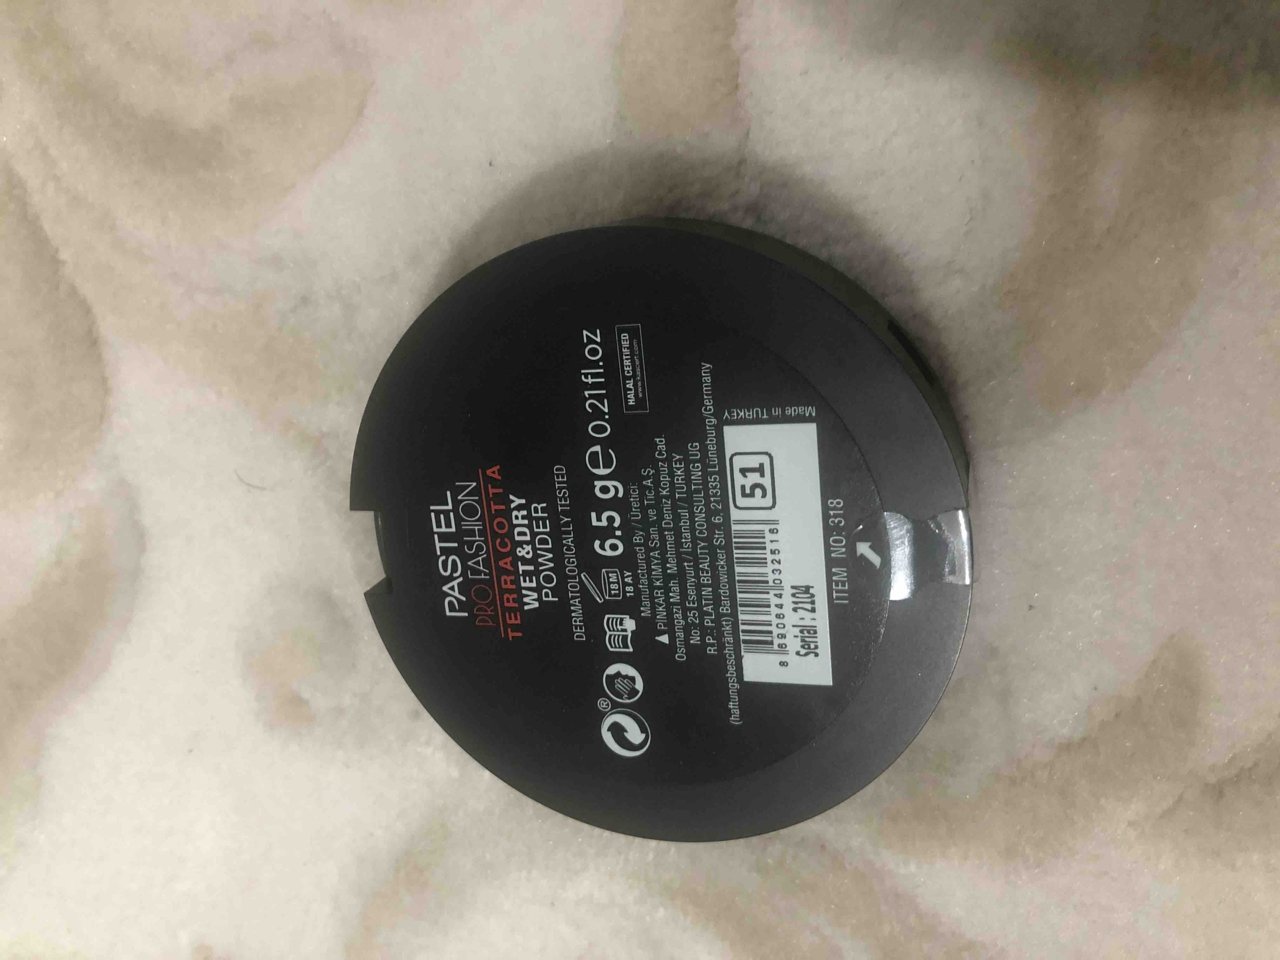 PASTEL
PRO FASHION
TERRACOTTA
WET&DRY
POWDER
DERMATOLOGICALLY TESTED
18M
18 AY
6.5 g e 0.21 fl.oz
HALAL CERTIFIED
Manufactured By / Üretici:
PINKAR KİMYA San. ve Tic.A.Ş.
Osmangazi Mah. Mehmet Deniz Kopuz Cad.
No: 25 Esenyurt / Istanbul / TURKEY
R.P.: PLATIN BEAUTY CONSULTING UG
(haftungsbeschränkt) Bardowicker Str. 6, 21335 Lüneburg/Germany
Made in TURKEY
51
8 690644 032516
Serial : 2104
ITEM NO: 318